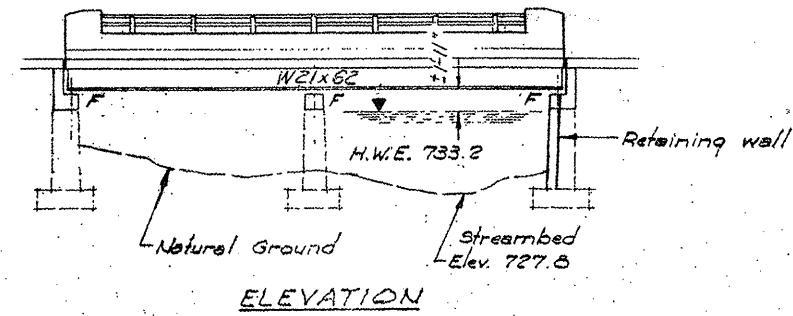 W21x62
F
F
F
H.W.E. 733.2
Retaining wall
Natural Ground
Streambed
Elev. 727.8
ELEVATION